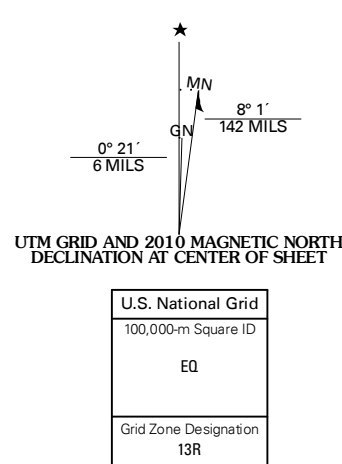 ★
MN
8° 1´
142 MILS
GN
0° 21´
6 MILS
UTM GRID AND 2010 MAGNETIC NORTH
DECLINATION AT CENTER OF SHEET
U.S. National Grid
100,000-m Square ID
EQ
Grid Zone Designation
13R